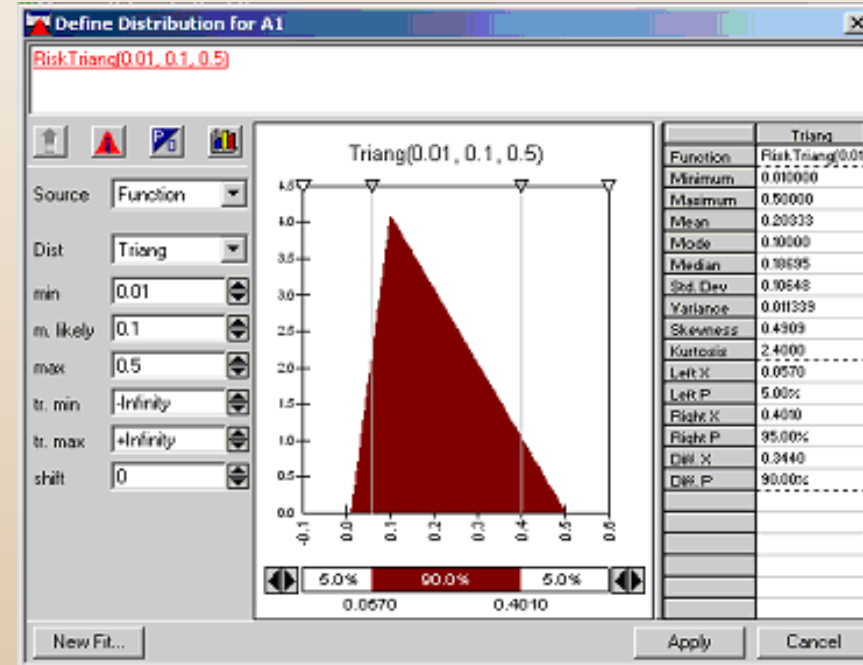 Define Distribution for A1
RiskTriang(0.01, 0.1, 0.5)
Source Function
Dist Triang
min 0.01
m. likely 0.1
max 0.5
tr. min -Infinity
tr. max +Infinity
shift 0
Triang(0.01, 0.1, 0.5)
4.5
4.0
3.5
3.0
2.5
2.0
1.5
1.0
0.5
0.0
-0.1 0.0 0.1 0.2 0.3 0.4 0.5 0.6
5.0% 90.0% 5.0%
0.0570 0.4010
Triang
Function RiskTriang(0.01
Minimum 0.010000
Maximum 0.50000
Mean 0.20333
Mode 0.10000
Median 0.18695
Std. Dev 0.10648
Variance 0.011339
Skewness 0.4909
Kurtosis 2.4000
Left X 0.0570
Left P 5.00%
Right X 0.4010
Right P 95.00%
Diff. X 0.3440
Diff. P 90.00%
New Fit... Apply Cancel